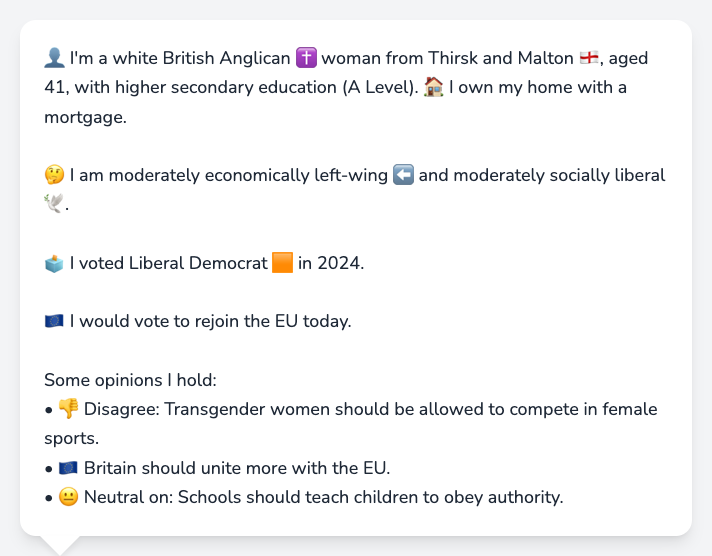 👤 I'm a white British Anglican ✝️ woman from Thirsk and Malton 🏴󠁧󠁢󠁥󠁮󠁧󠁿, aged
41, with higher secondary education (A Level). 🏠 I own my home with a
mortgage.
🤔 I am moderately economically left-wing ⬅️ and moderately socially liberal
🕊️.
🗳️ I voted Liberal Democrat 🟧 in 2024.
🇪🇺 I would vote to rejoin the EU today.
Some opinions I hold:
• 👎 Disagree: Transgender women should be allowed to compete in female
sports.
• 🇪🇺 Britain should unite more with the EU.
• 😐 Neutral on: Schools should teach children to obey authority.